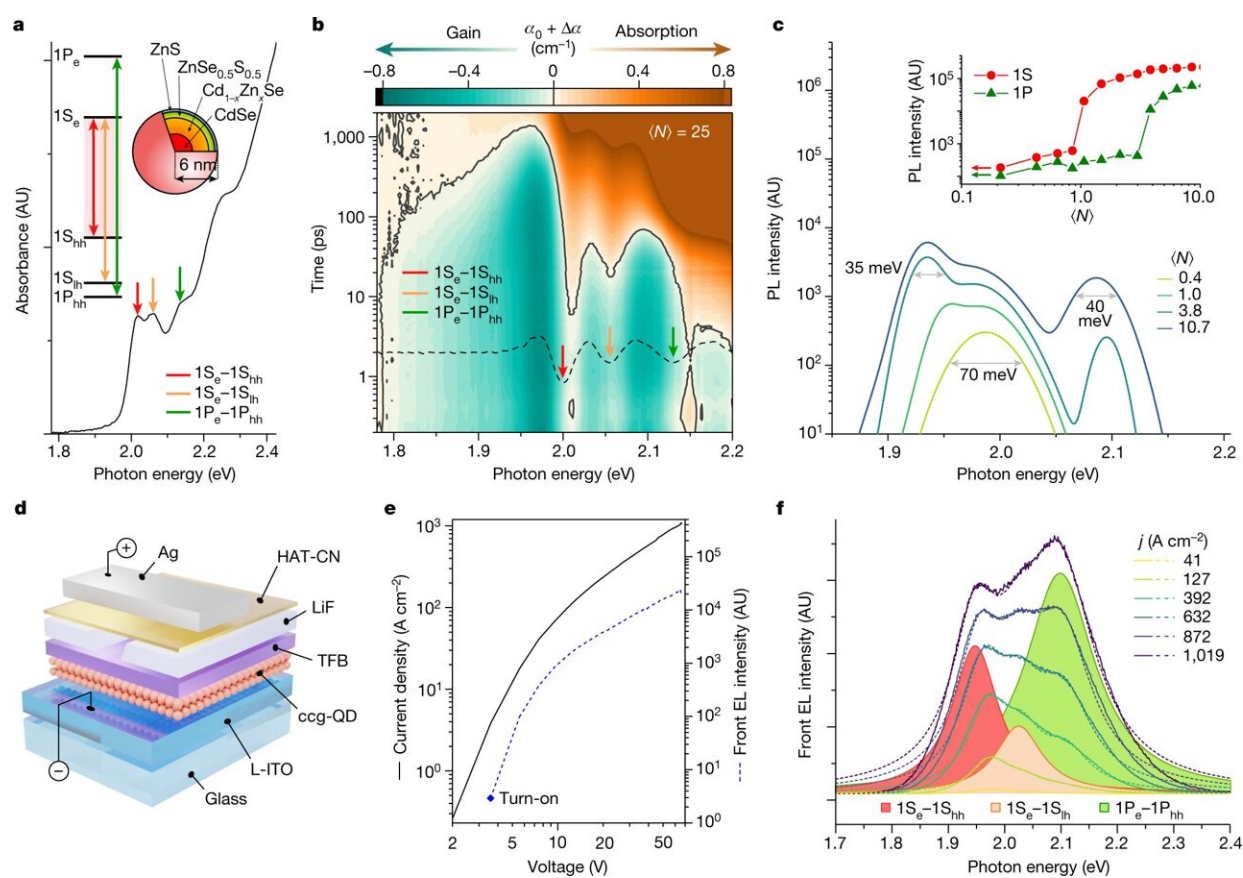 a
1Pₑ
1Sₑ
1Sₕₕ
1Sₗₕ
1Pₕₕ
ZnS
ZnSe₀.₅S₀.₅
Cd₁₋ₓZnₓSe
CdSe
6 nm
1Sₑ–1Sₕₕ
1Sₑ–1Sₗₕ
1Pₑ–1Pₕₕ
Absorbance (AU)
1.8 2.0 2.2 2.4
Photon energy (eV)
b
Gain α₀ + Δα Absorption
(cm⁻¹)
−0.8 −0.4 0 0.4 0.8
⟨N⟩ = 25
1Sₑ–1Sₕₕ
1Sₑ–1Sₗₕ
1Pₑ–1Pₕₕ
Time (ps)
1,000
100
10
1
1.8 1.9 2.0 2.1 2.2
Photon energy (eV)
c
PL intensity (AU)
10⁶
10⁵
10⁴
10³
10²
10¹
1S
1P
PL intensity (AU)
10⁵
10³
0.1 1.0 10.0
⟨N⟩
35 meV
70 meV
40
meV
⟨N⟩
0.4
1.0
3.8
10.7
1.9 2.0 2.1 2.2
Photon energy (eV)
d
Ag
HAT-CN
LiF
TFB
ccg-QD
L-ITO
Glass
+
−
e
Current density (A cm⁻²)
10³
10²
10¹
10⁰
Front EL intensity (AU)
10⁵
10⁴
10³
10²
10¹
10⁰
Turn-on
2 5 10 20 50
Voltage (V)
f
Front EL intensity (AU)
j (A cm⁻²)
41
127
392
632
872
1,019
1Sₑ–1Sₕₕ 1Sₑ–1Sₗₕ 1Pₑ–1Pₕₕ
1.7 1.8 1.9 2.0 2.1 2.2 2.3 2.4
Photon energy (eV)